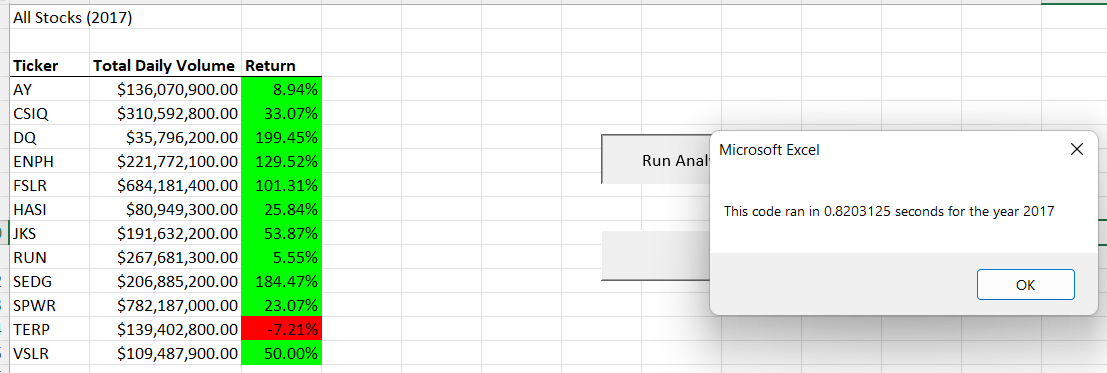 All Stocks (2017)
Ticker Total Daily Volume Return
AY $136,070,900.00 8.94%
CSIQ $310,592,800.00 33.07%
DQ $35,796,200.00 199.45%
ENPH $221,772,100.00 129.52%
FSLR $684,181,400.00 101.31%
HASI $80,949,300.00 25.84%
JKS $191,632,200.00 53.87%
RUN $267,681,300.00 5.55%
SEDG $206,885,200.00 184.47%
SPWR $782,187,000.00 23.07%
TERP $139,402,800.00 -7.21%
VSLR $109,487,900.00 50.00%
Run Anal
Microsoft Excel
This code ran in 0.8203125 seconds for the year 2017
OK